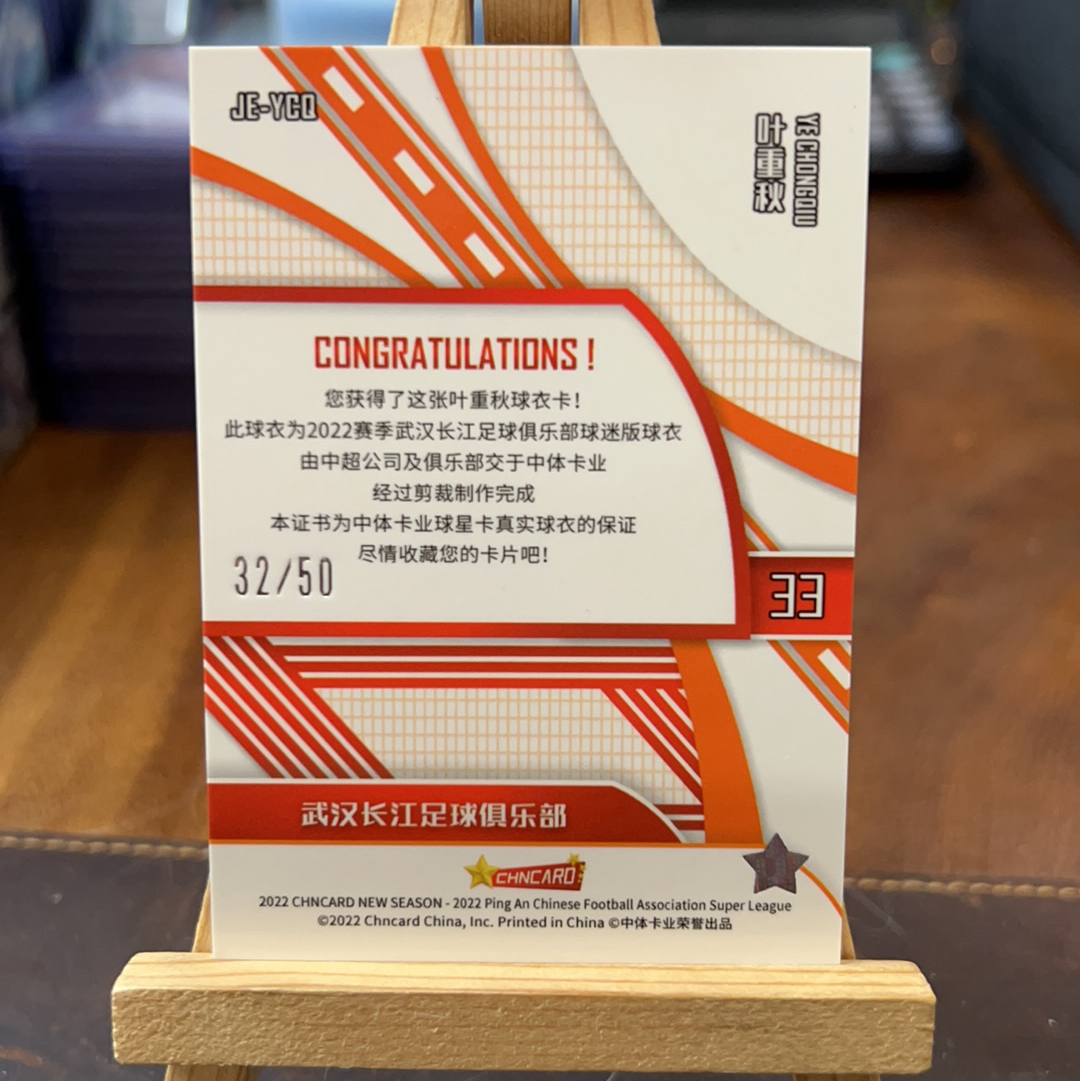 JE-YCQ
YE CHONGQIU
叶重秋
CONGRATULATIONS！
您获得了这张叶重秋球衣卡！
此球衣为2022赛季武汉长江足球俱乐部球迷版球衣
由中超公司及俱乐部交于中体卡业
经过剪裁制作完成
本证书为中体卡业球星卡真实球衣的保证
尽情收藏您的卡片吧！
32/50
33
武汉长江足球俱乐部
CHNCARD
2022 CHNCARD NEW SEASON - 2022 Ping An Chinese Football Association Super League
©2022 Chncard China, Inc. Printed in China ©中体卡业荣誉出品